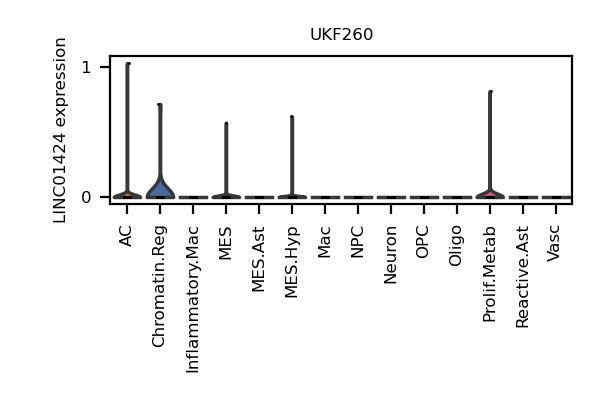 UKF260
LINC01424 expression
1
0
AC
Chromatin.Reg
Inflammatory.Mac
MES
MES.Ast
MES.Hyp
Mac
NPC
Neuron
OPC
Oligo
Prolif.Metab
Reactive.Ast
Vasc